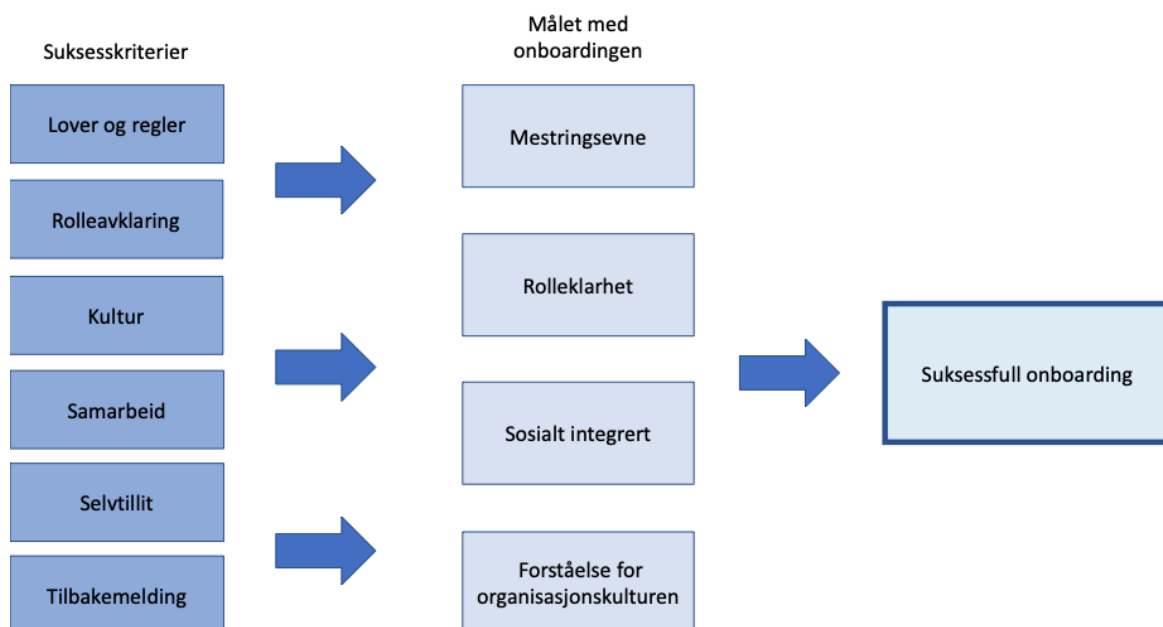 Suksesskriterier
Lover og regler
Rolleavklaring
Kultur
Samarbeid
Selvtillit
Tilbakemelding
Målet med
onboardingen
Mestringsevne
Rolleklarhet
Sosialt integrert
Forståelse for
organisasjonskulturen
Suksessfull onboarding